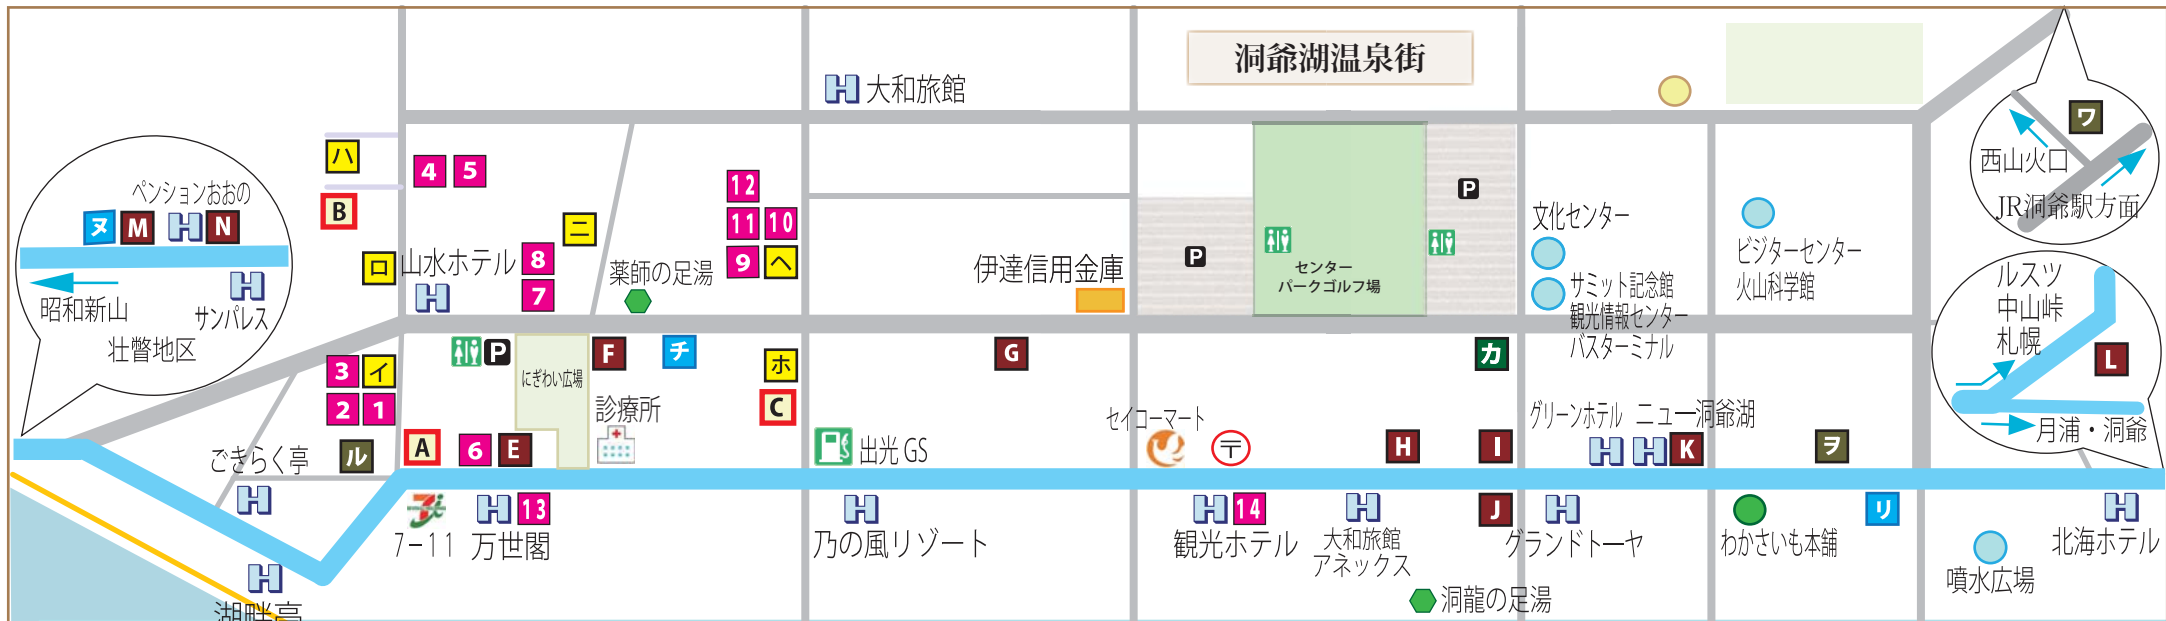 洞爺湖温泉街
大和旅館
ワ
西山火口
JR洞爺駅方面
ハ
B
4
5
12
11
10
9
ヘ
ペンションおおの
ヌ
M
N
昭和新山
サンパレス
壮瞥地区
ロ
山水ホテル
ニ
8
7
薬師の足湯
伊達信用金庫
P
センター
パークゴルフ場
P
文化センター
サミット記念館
観光情報センター
バスターミナル
ビジターセンター
火山科学館
ルスツ
中山峠
札幌
L
月浦・洞爺
3
イ
2
1
P
にぎわい広場
F
チ
ホ
C
G
カ
診療所
ごきらく亭
ル
A
6
E
出光 GS
セイコーマート
〒
H
I
グリーンホテル
ニュー洞爺湖
K
ヲ
7-11
万世閣
13
乃の風リゾート
観光ホテル
14
大和旅館
アネックス
J
グランドトーヤ
わかさいも本舗
リ
噴水広場
北海ホテル
湖畔亭
洞龍の足湯